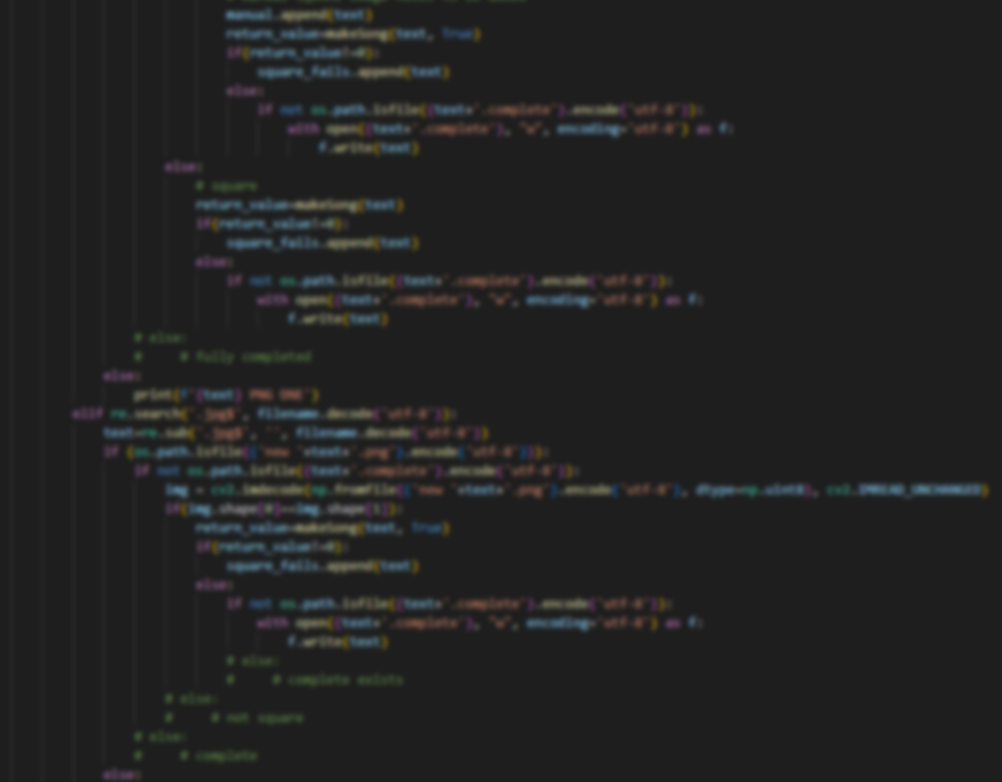 manual.append(text)
return_value=makeSong(text, True)
if(return_value!=0):
square_fails.append(text)
else:
if not os.path.isfile((text+'.complete').encode('utf-8')):
with open((text+'.complete'), "w", encoding='utf-8') as f:
f.write(text)
else:
# square
return_value=makeSong(text)
if(return_value!=0):
square_fails.append(text)
else:
if not os.path.isfile((text+'.complete').encode('utf-8')):
with open((text+'.complete'), "w", encoding='utf-8') as f:
f.write(text)
# else:
#     # fully completed
else:
print(f'{text} PNG ONE')
elif re.search('.jpg$', filename.decode('utf-8')):
text=re.sub('.jpg$', '', filename.decode('utf-8'))
if (os.path.isfile(('new '+text+'.png').encode('utf-8'))):
if not os.path.isfile((text+'.complete').encode('utf-8')):
img = cv2.imdecode(np.fromfile(('new '+text+'.png').encode('utf-8'), dtype=np.uint8), cv2.IMREAD_UNCHANGED)
if(img.shape[0]==img.shape[1]):
return_value=makeSong(text, True)
if(return_value!=0):
square_fails.append(text)
else:
if not os.path.isfile((text+'.complete').encode('utf-8')):
with open((text+'.complete'), "w", encoding='utf-8') as f:
f.write(text)
# else:
#     # complete exists
# else:
#     # not square
# else:
#     # complete
else: